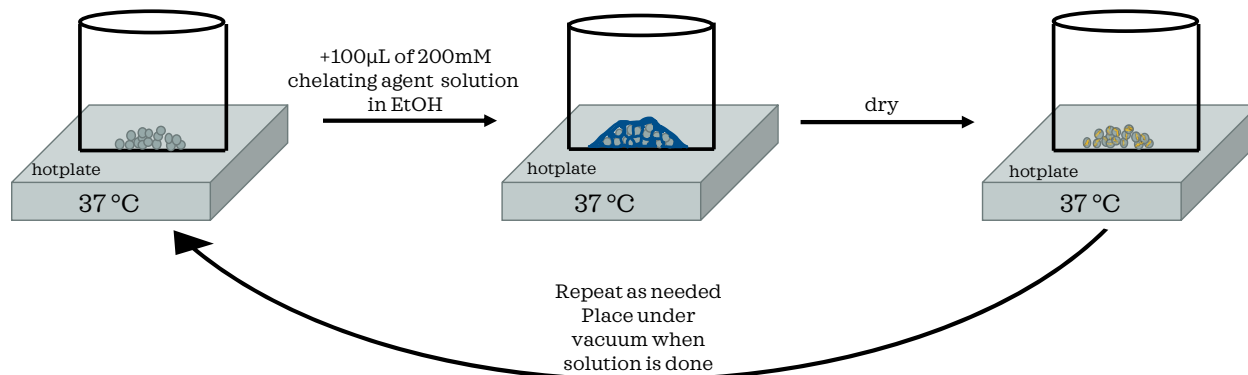 +100µL of 200mM
chelating agent solution
in EtOH
dry
hotplate
37 °C
hotplate
37 °C
hotplate
37 °C
Repeat as needed
Place under
vacuum when
solution is done